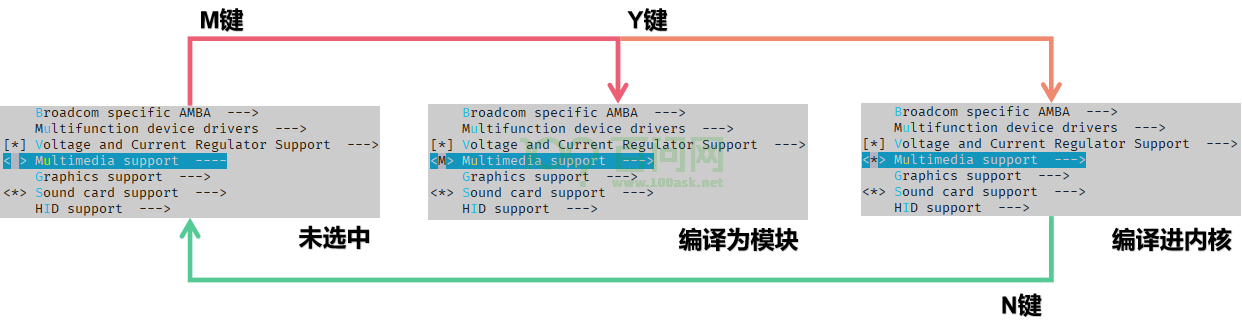 M键
Y键
Broadcom specific AMBA  --->
Multifunction device drivers  --->
[*] Voltage and Current Regulator Support  --->
< > Multimedia support  ----
Graphics support  --->
<*> Sound card support  --->
HID support  --->
未选中
Broadcom specific AMBA  --->
Multifunction device drivers  --->
[*] Voltage and Current Regulator Support  --->
<M> Multimedia support  --->
Graphics support  --->
<*> Sound card support  --->
HID support  --->
百问网
www.100ask.net
编译为模块
Broadcom specific AMBA  --->
Multifunction device drivers  --->
[*] Voltage and Current Regulator Support  --->
<*> Multimedia support  --->
Graphics support  --->
<*> Sound card support  --->
HID support  --->
编译进内核
N键